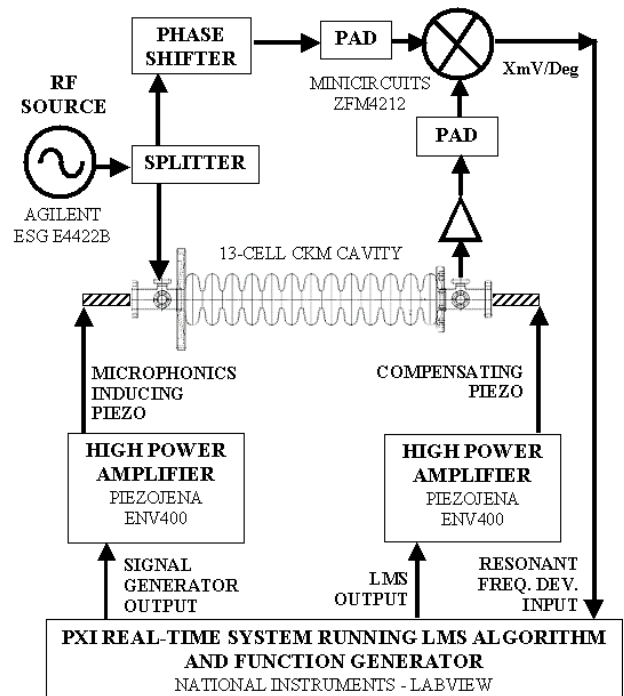 PHASE
SHIFTER
PAD
XmV/Deg
MINICIRCUITS
ZFM4212
RF
SOURCE
PAD
SPLITTER
AGILENT
ESG E4422B
13-CELL CKM CAVITY
MICROPHONICS
INDUCING
PIEZO
COMPENSATING
PIEZO
HIGH POWER
AMPLIFIER
PIEZOJENA
ENV400
HIGH POWER
AMPLIFIER
PIEZOJENA
ENV400
SIGNAL
GENERATOR
OUTPUT
LMS
OUTPUT
RESONANT
FREQ. DEV.
INPUT
PXI REAL-TIME SYSTEM RUNNING LMS ALGORITHM
AND FUNCTION GENERATOR
NATIONAL INSTRUMENTS - LABVIEW